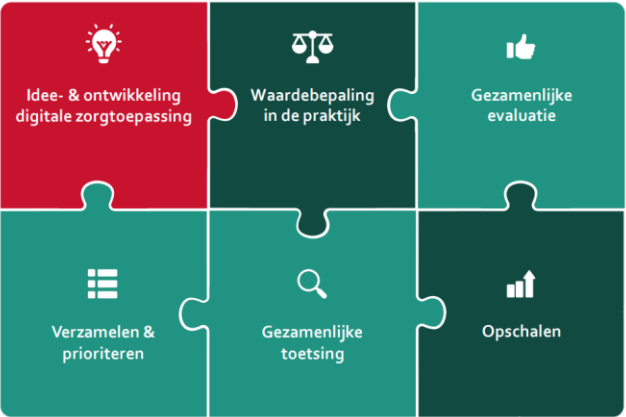 Idee- & ontwikkeling
digitale zorgtoepassing
Waardebepaling
in de praktijk
Gezamenlijke
evaluatie
Verzamelen &
prioriteren
Gezamenlijke
toetsing
Opschalen